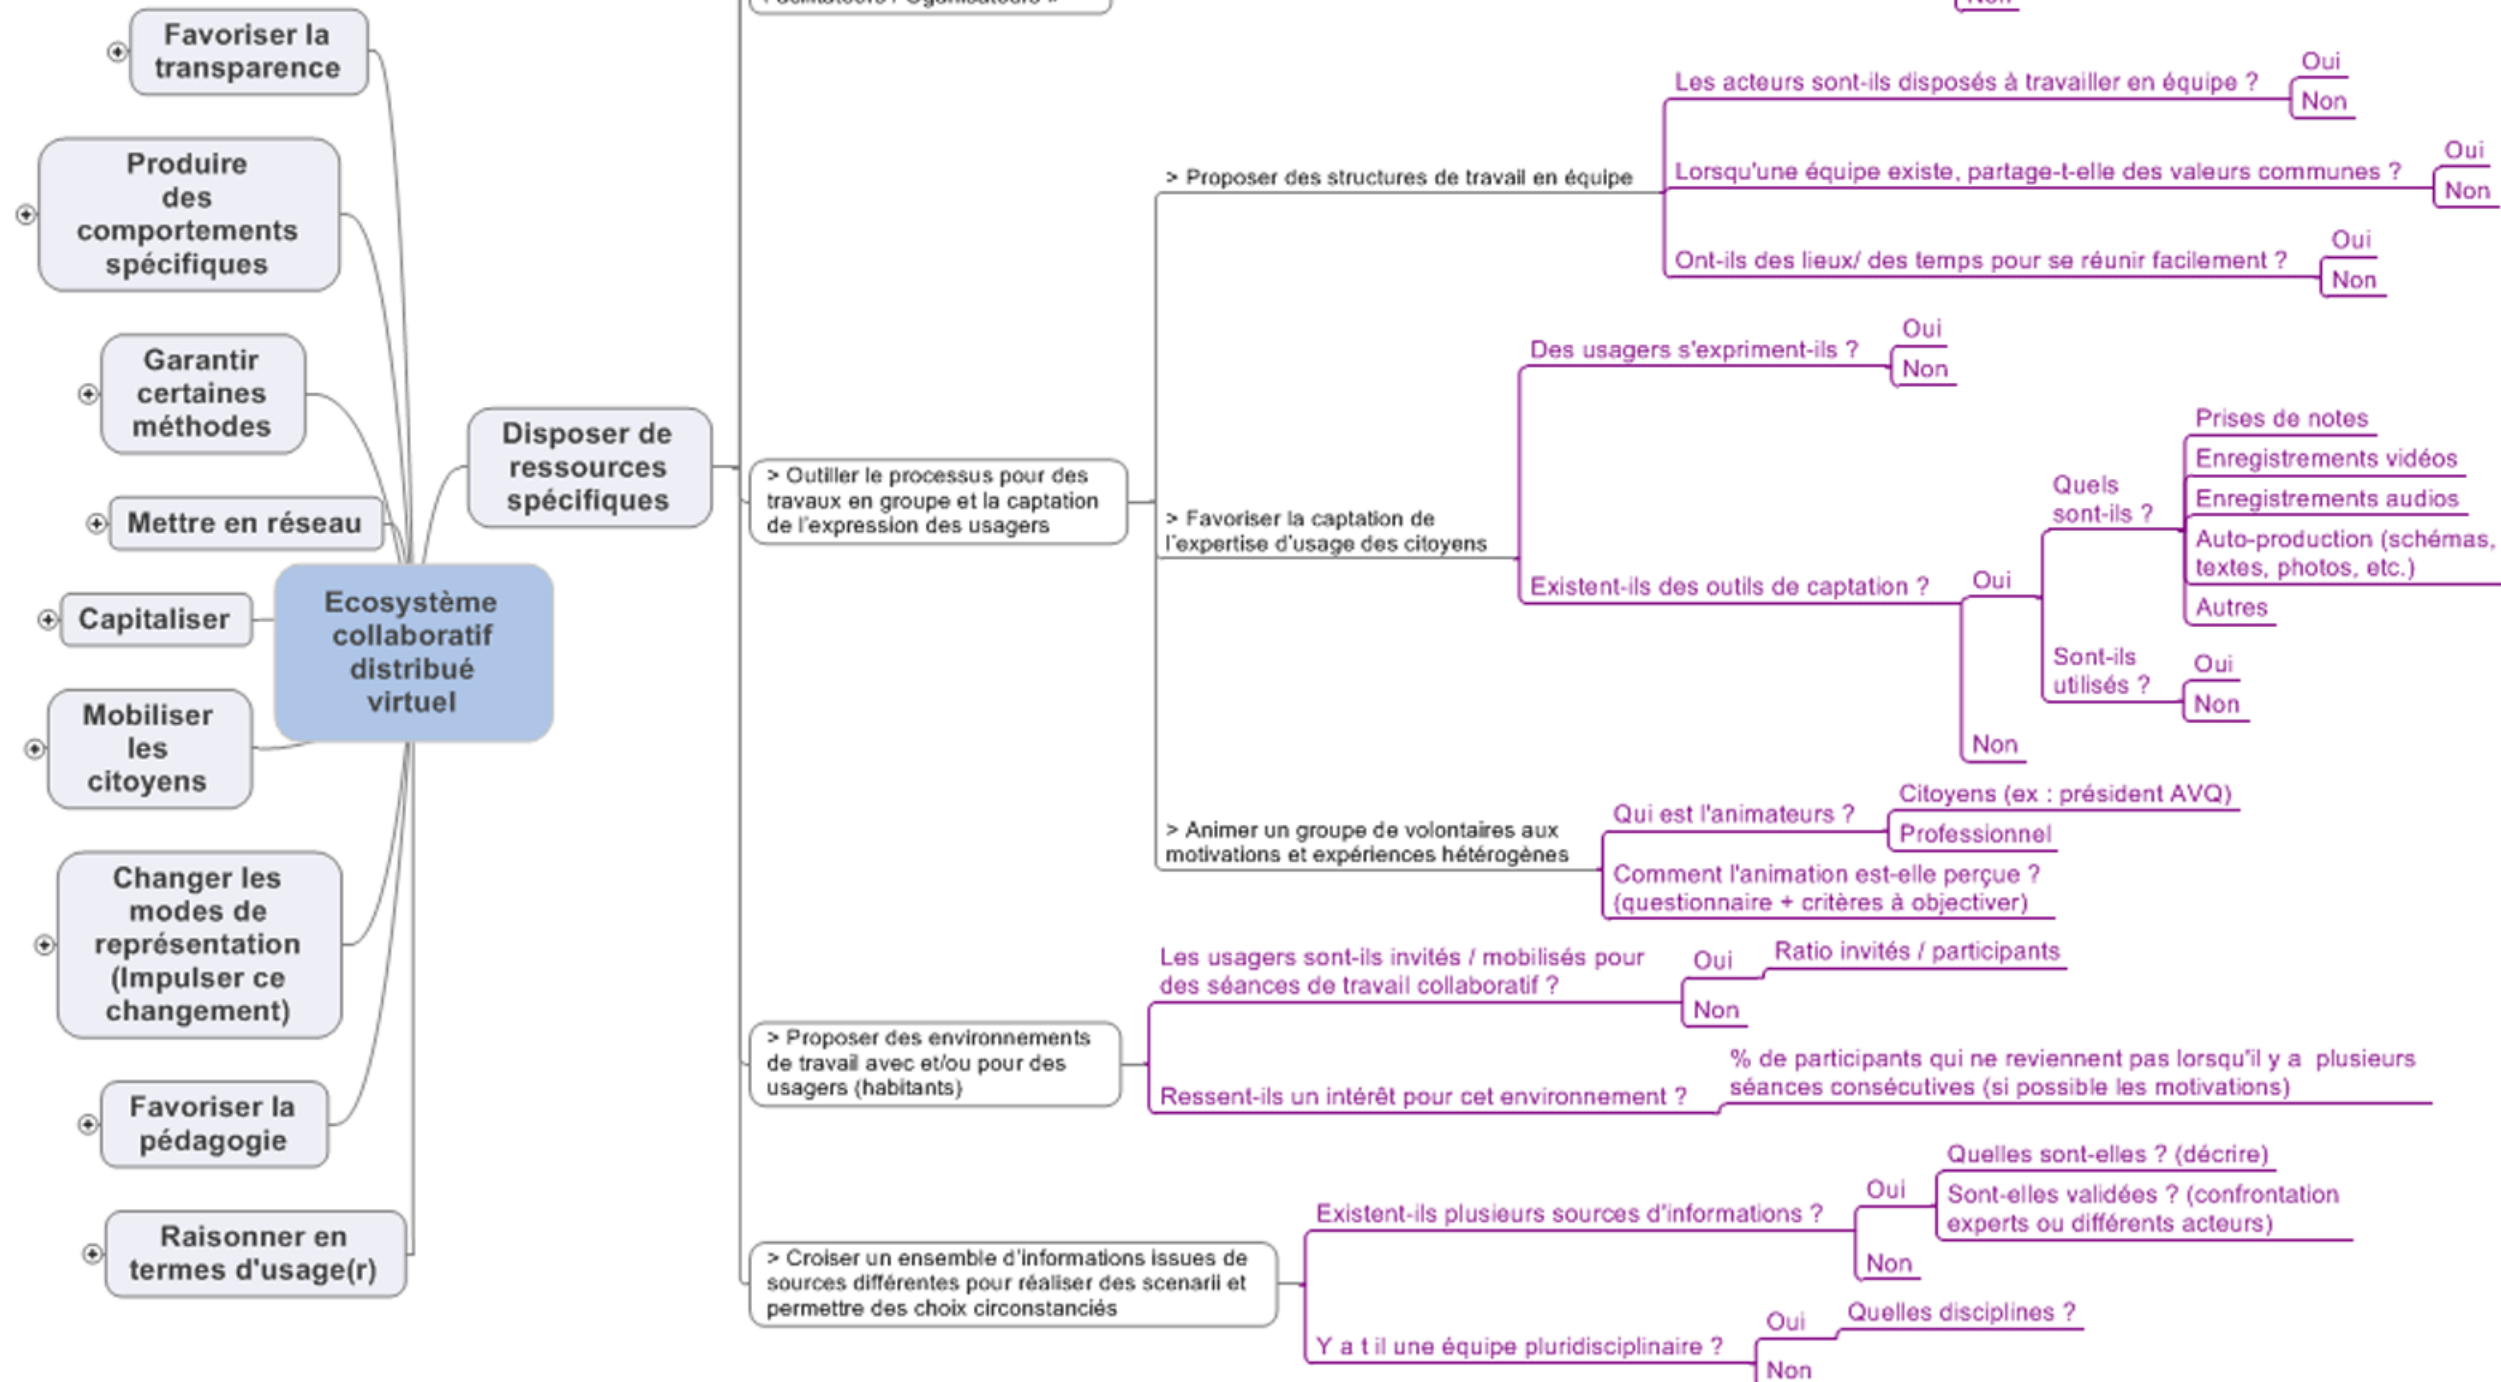 Favoriser la
transparence
Produire
des
comportements
spécifiques
Garantir
certaines
méthodes
Mettre en réseau
Capitaliser
Mobiliser
les
citoyens
Changer les
modes de
représentation
(Impulser ce
changement)
Favoriser la
pédagogie
Raisonner en
termes d'usage(r)
Ecosystème
collaboratif
distribué
virtuel
Disposer de
ressources
spécifiques
Non
> Outiller le processus pour des
travaux en groupe et la captation
de l'expression des usagers
> Proposer des structures de travail en équipe
Les acteurs sont-ils disposés à travailler en équipe ?
Oui
Non
Lorsqu'une équipe existe, partage-t-elle des valeurs communes ?
Oui
Non
Ont-ils des lieux/ des temps pour se réunir facilement ?
Oui
Non
> Favoriser la captation de
l'expertise d'usage des citoyens
Des usagers s'expriment-ils ?
Oui
Non
Existent-ils des outils de captation ?
Oui
Quels
sont-ils ?
Prises de notes
Enregistrements vidéos
Enregistrements audios
Auto-production (schémas,
textes, photos, etc.)
Autres
Sont-ils
utilisés ?
Oui
Non
Non
> Animer un groupe de volontaires aux
motivations et expériences hétérogènes
Qui est l'animateurs ?
Citoyens (ex : président AVQ)
Professionnel
Comment l'animation est-elle perçue ?
(questionnaire + critères à objectiver)
> Proposer des environnements
de travail avec et/ou pour des
usagers (habitants)
Les usagers sont-ils invités / mobilisés pour
des séances de travail collaboratif ?
Oui
Ratio invités / participants
Non
Ressent-ils un intérêt pour cet environnement ?
% de participants qui ne reviennent pas lorsqu'il y a plusieurs
séances consécutives (si possible les motivations)
> Croiser un ensemble d'informations issues de
sources différentes pour réaliser des scenarii et
permettre des choix circonstanciés
Existent-ils plusieurs sources d'informations ?
Oui
Quelles sont-elles ? (décrire)
Sont-elles validées ? (confrontation
experts ou différents acteurs)
Non
Y a t il une équipe pluridisciplinaire ?
Oui
Quelles disciplines ?
Non